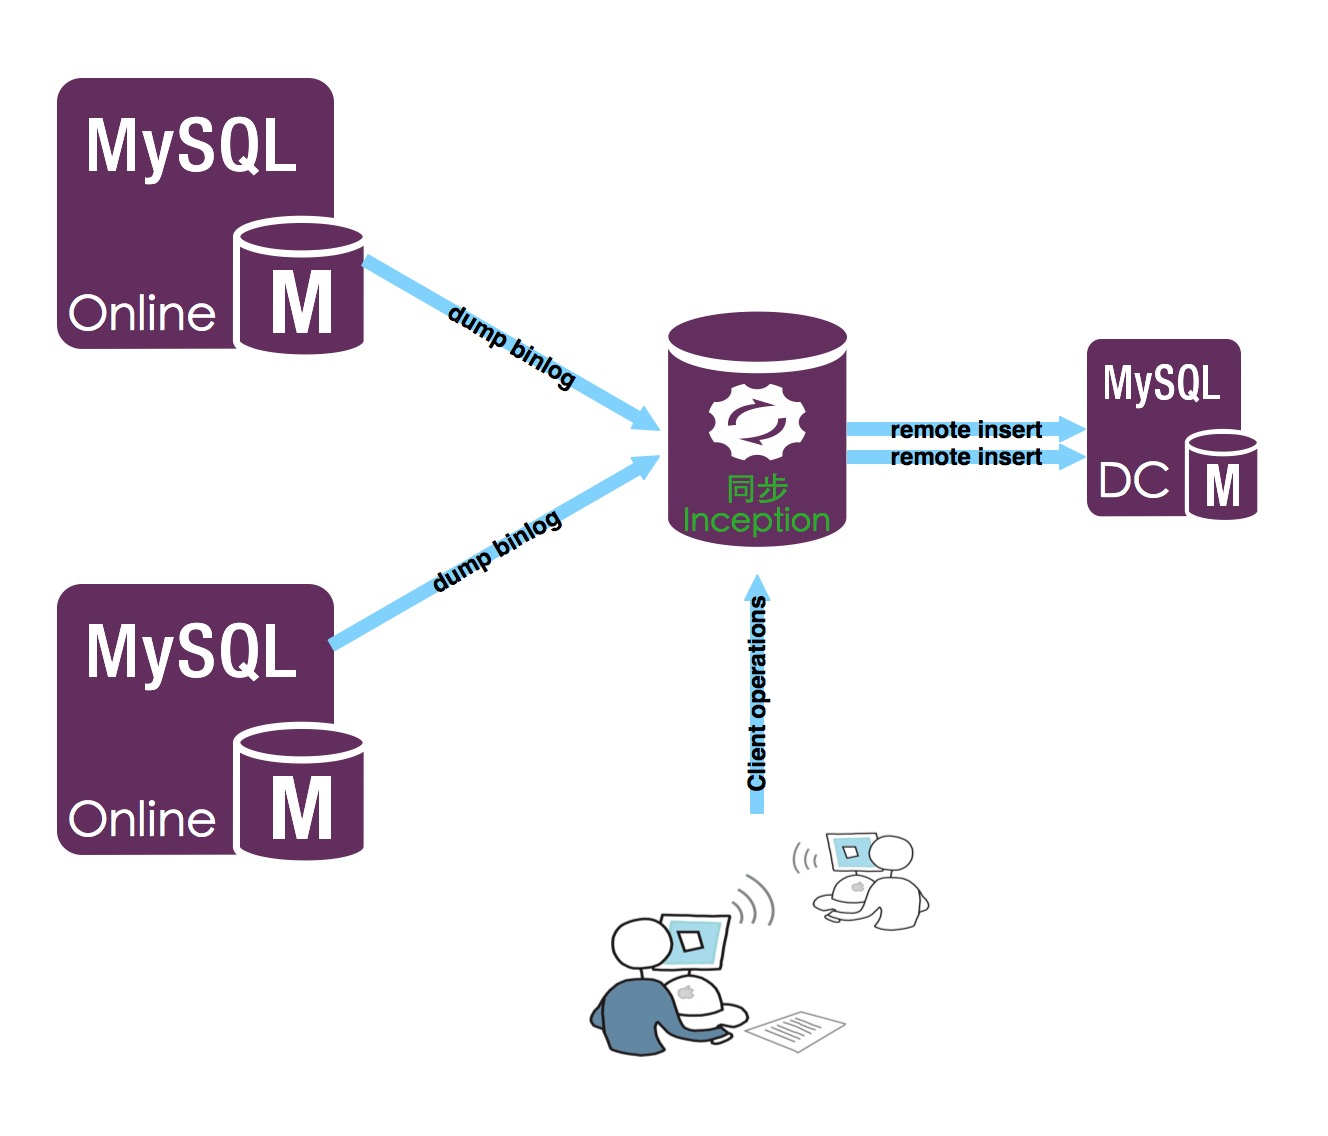 MySQL
Online
M
dump binlog
同步
Inception
remote insert
remote insert
MySQL
DC
M
dump binlog
MySQL
Online
M
Client operations